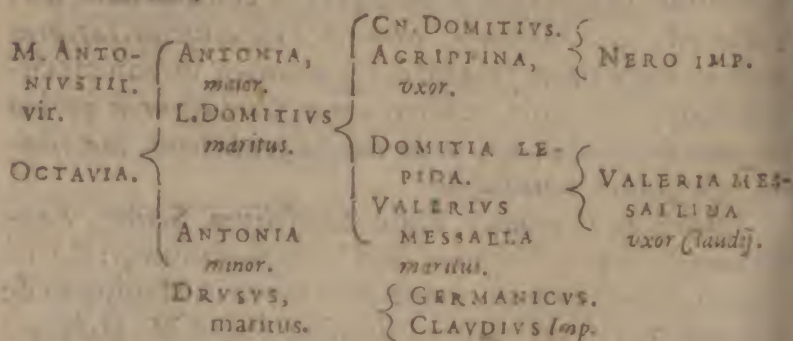 M. ANTO-
NIVS III.
vir.
OCTAVIA.
ANTONIA,
maior.
L.DOMITIVS
maritus.
ANTONIA
minor.
DRVSVS,
maritus.
CN. DOMITIVS.
AGRIPPINA,
vxor.
DOMITIA LE-
PIDA.
VALERIVS
MESSALLA
maritus.
GERMANICVS.
CLAVDIVS Imp.
NERO IMP.
VALERIA MES-
SALLINA
vxor Claudij.